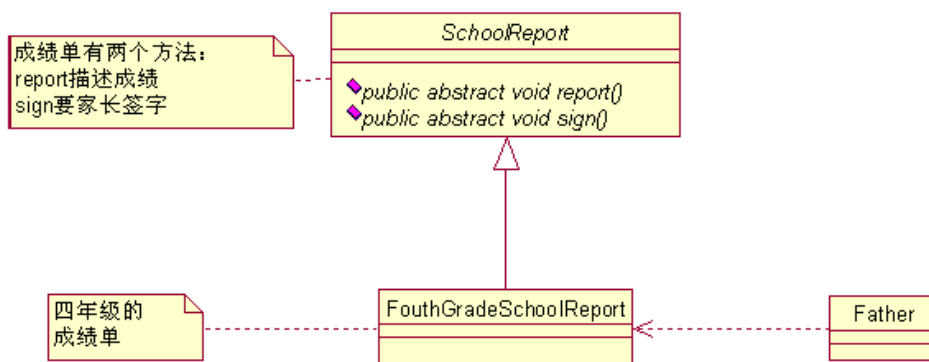 SchoolReport
成绩单有两个方法：
report描述成绩
sign要家长签字
public abstract void report()
public abstract void sign()
四年级的
成绩单
FouthGradeSchoolReport
Father